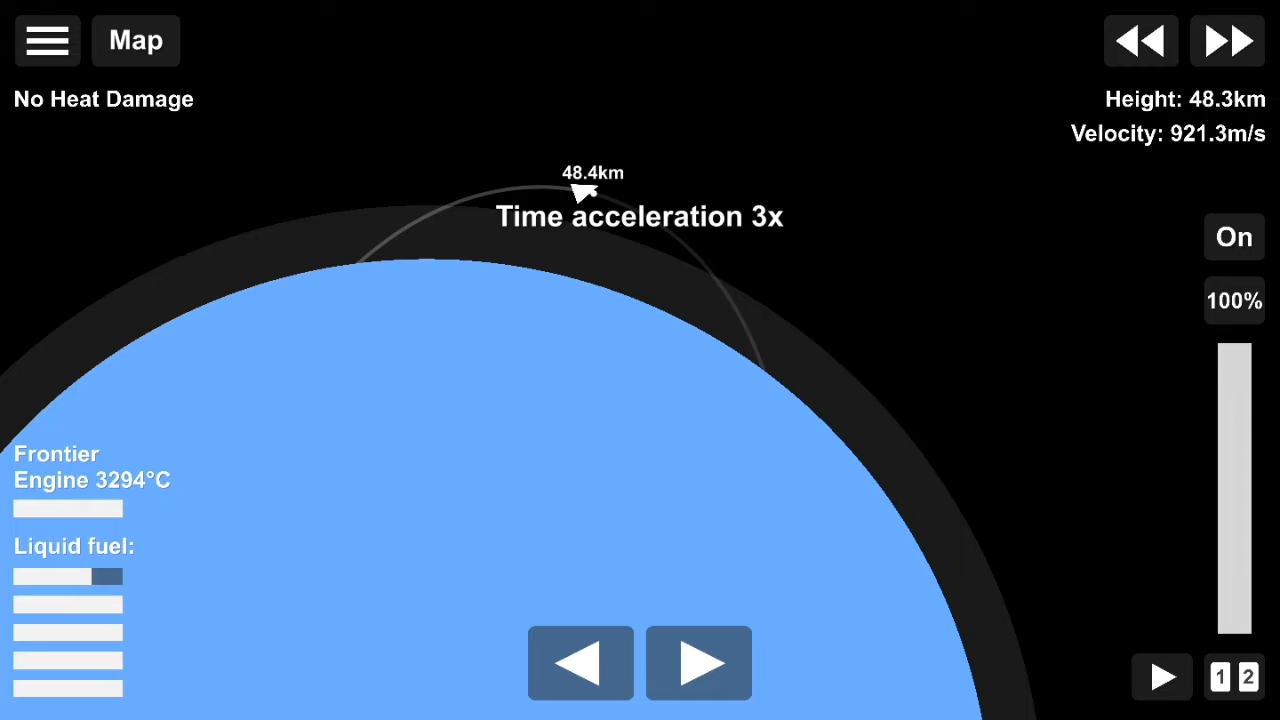 Map
No Heat Damage
Height: 48.3km
Velocity: 921.3m/s
48.4km
Time acceleration 3x
On
100%
Frontier
Engine 3294°C
Liquid fuel:
1 2